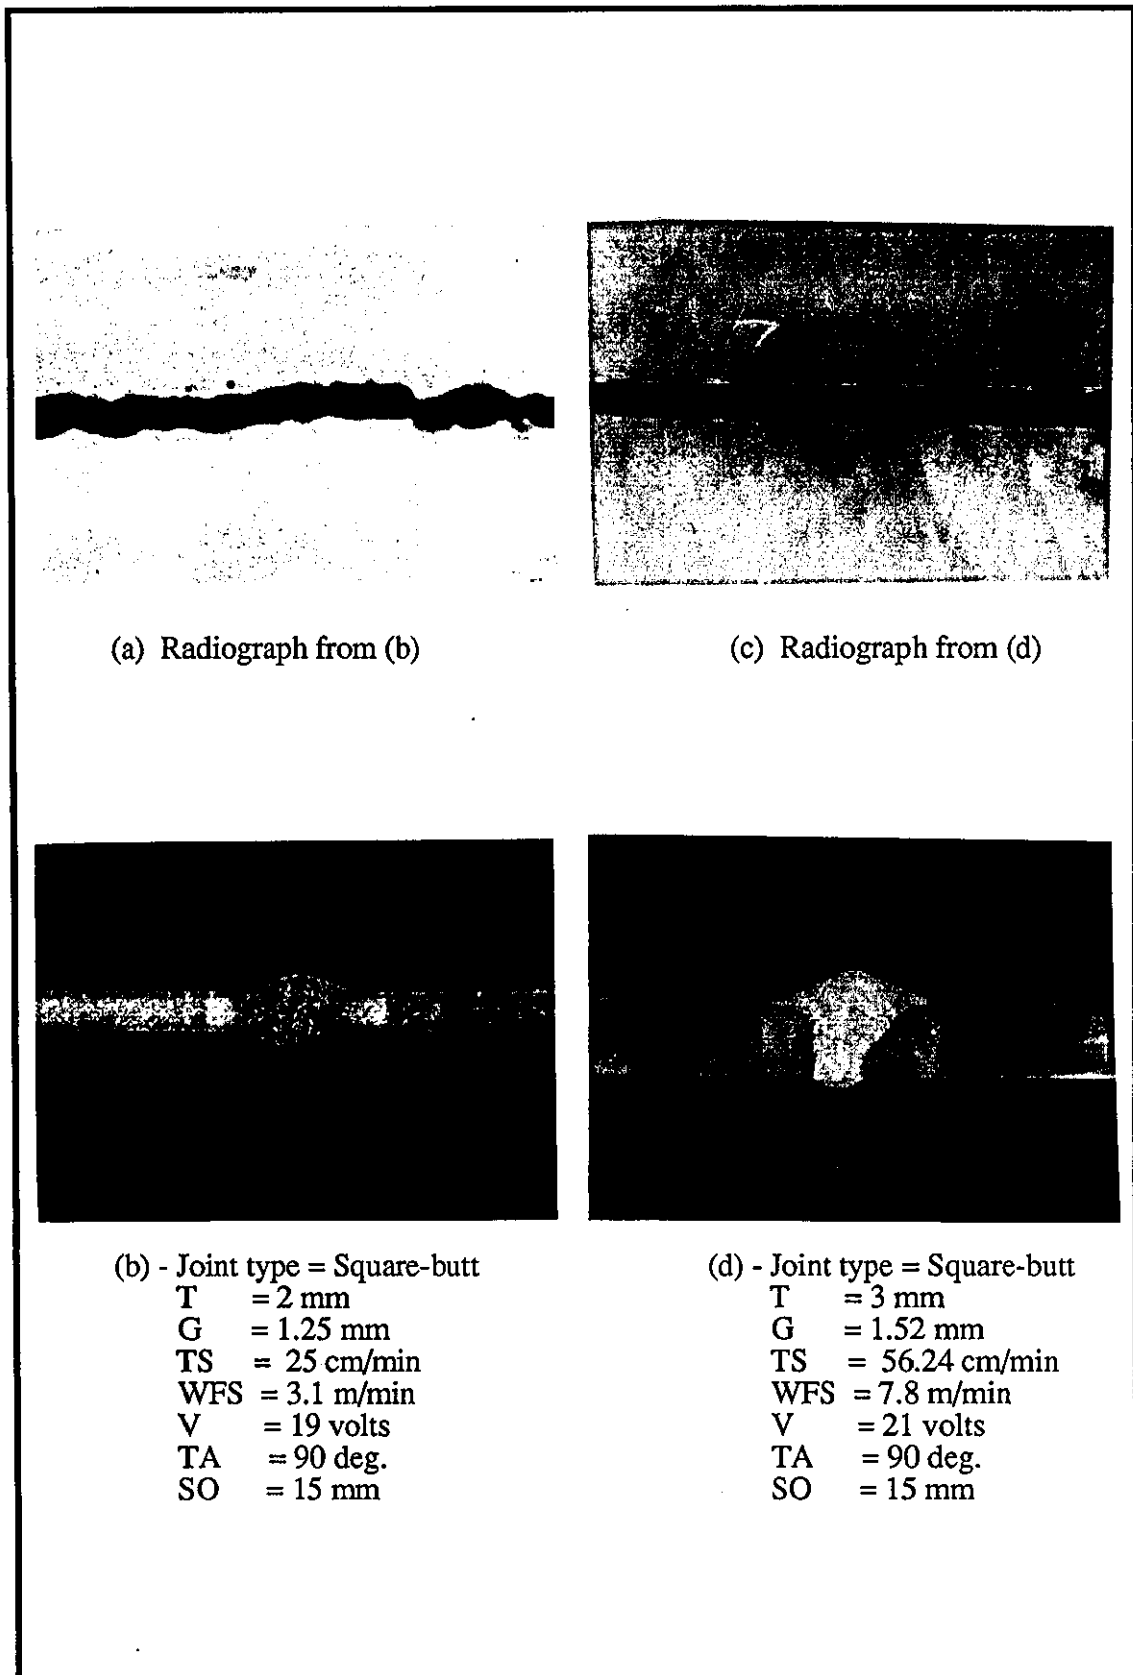 7
(a) Radiograph from (b)
(c) Radiograph from (d)
(b) - Joint type = Square-butt
T = 2 mm
G = 1.25 mm
TS = 25 cm/min
WFS = 3.1 m/min
V = 19 volts
TA = 90 deg.
SO = 15 mm
(d) - Joint type = Square-butt
T = 3 mm
G = 1.52 mm
TS = 56.24 cm/min
WFS = 7.8 m/min
V = 21 volts
TA = 90 deg.
SO = 15 mm